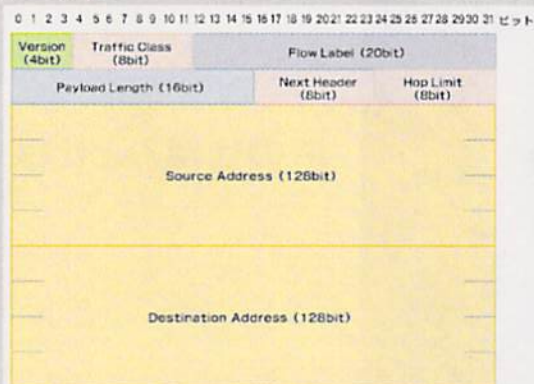 0 1 2 3 4 5 6 7 8 9 10 11 12 13 14 15 16 17 18 19 20 21 22 23 24 25 26 27 28 29 30 31 ビット
Version Traffic Class Flow Label (20bit)
(4bit) (8bit)
Payload Length (16bit) Next Header Hop Limit
(8bit) (8bit)
Source Address (128bit)
Destination Address (128bit)